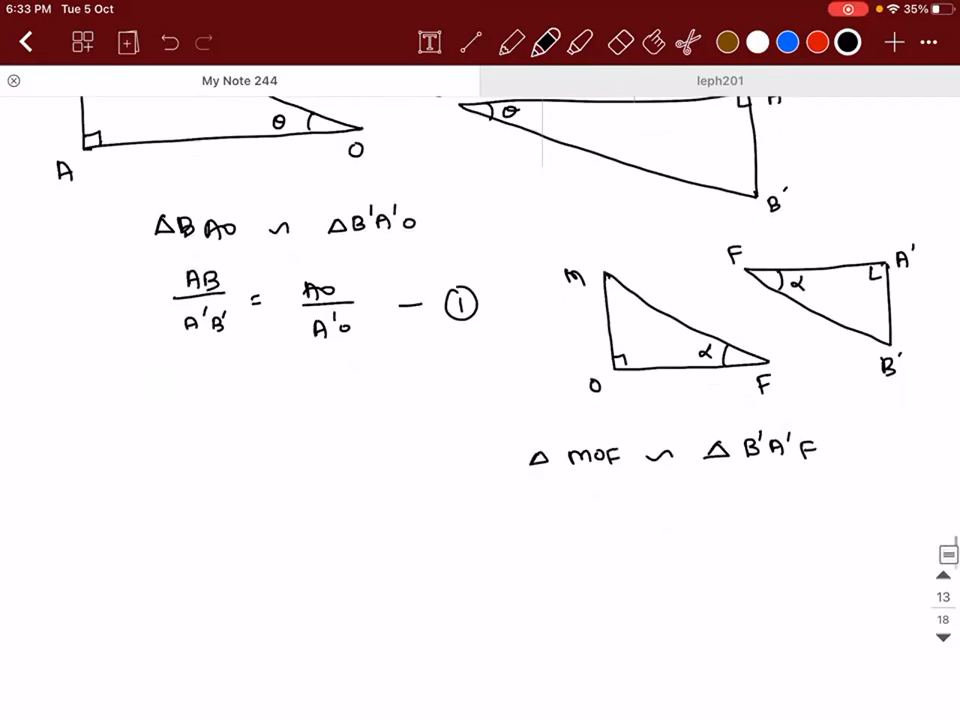 6:33 PM Tue 5 Oct
35%
My Note 244
leph201
θ
A
O
θ
B'
ΔBAO ∽ ΔB'A'O
AB/A'B' = AO/A'O — ①
M
α
O
F
F
α
A'
B'
Δ MOF ∽ Δ B'A'F
13
18